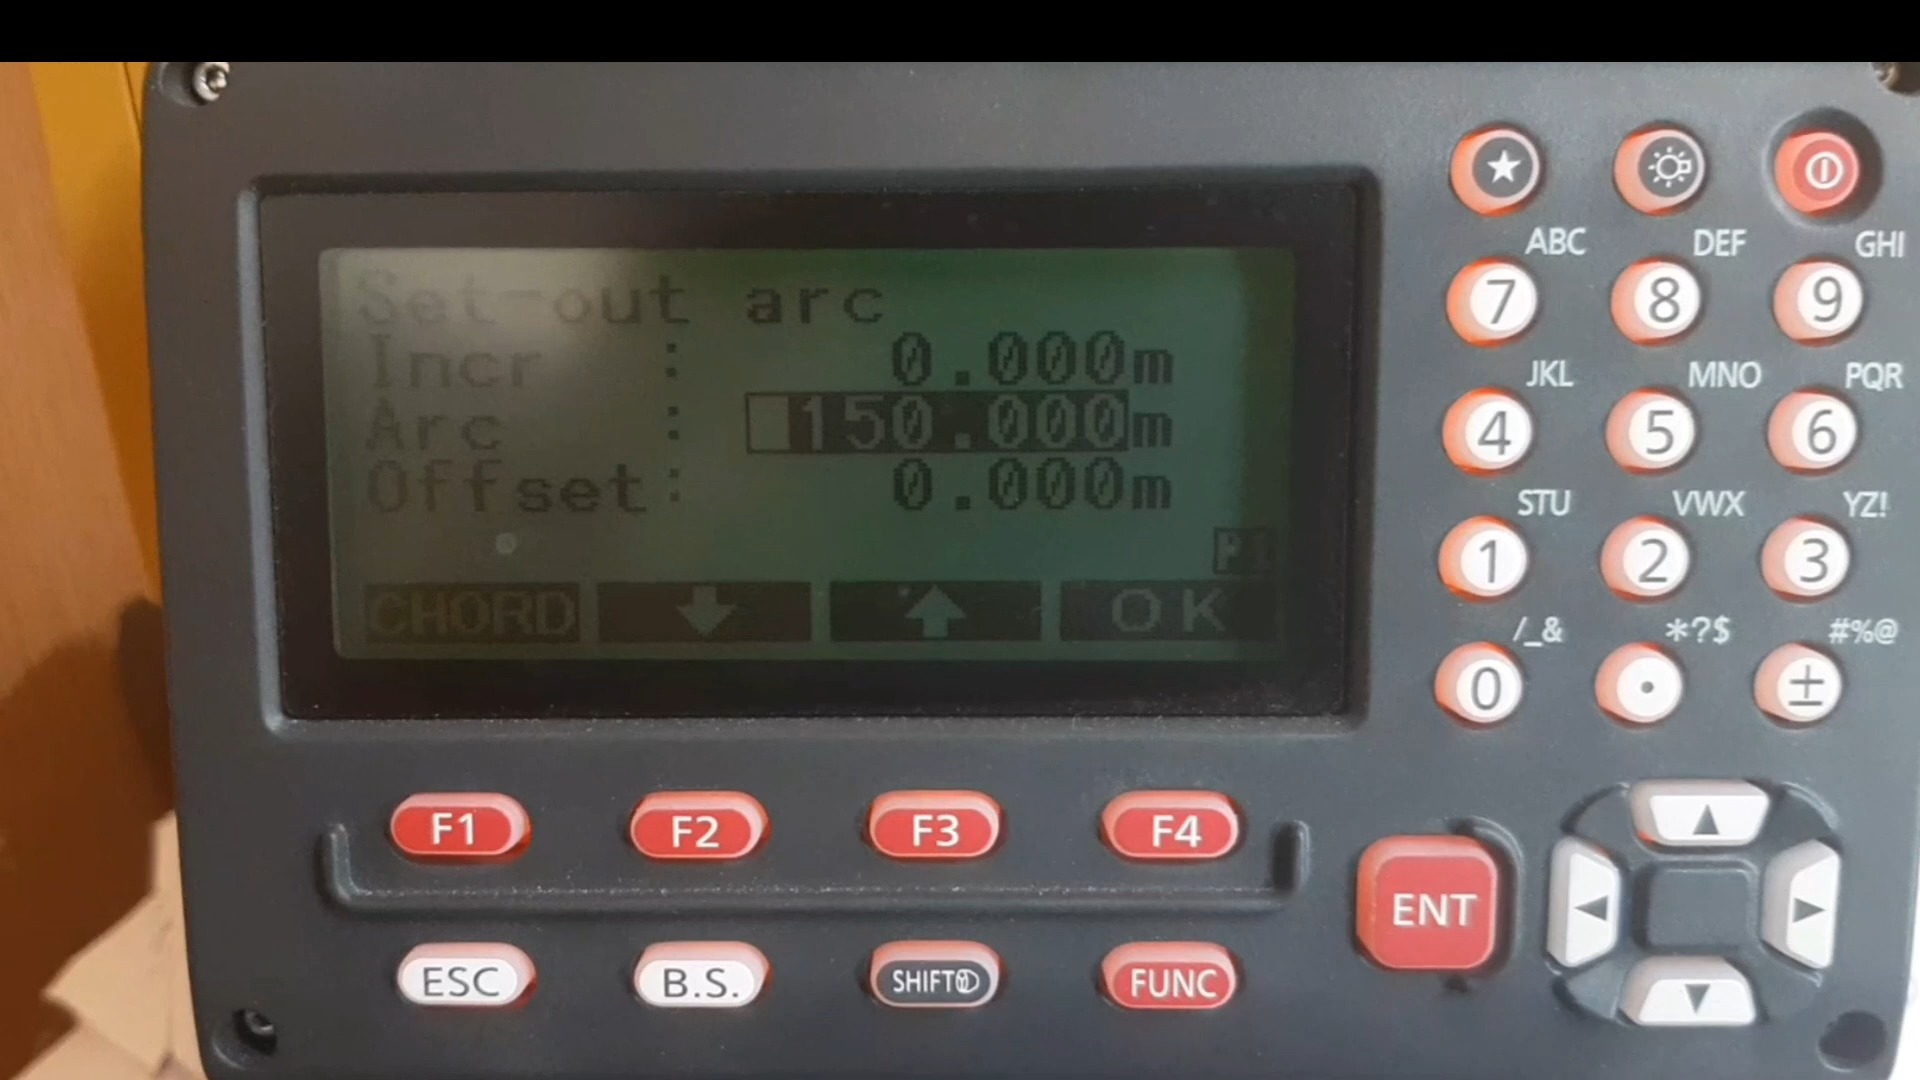 Set-out arc
Incr : 0.000m
Arc : 150.000m
Offset: 0.000m
P1
CHORD OK
ABC DEF GHI
7 8 9
JKL MNO PQR
4 5 6
STU VWX YZ!
1 2 3
/_& *?$ #%@
0 . ±
F1 F2 F3 F4
ENT
ESC B.S. SHIFT FUNC